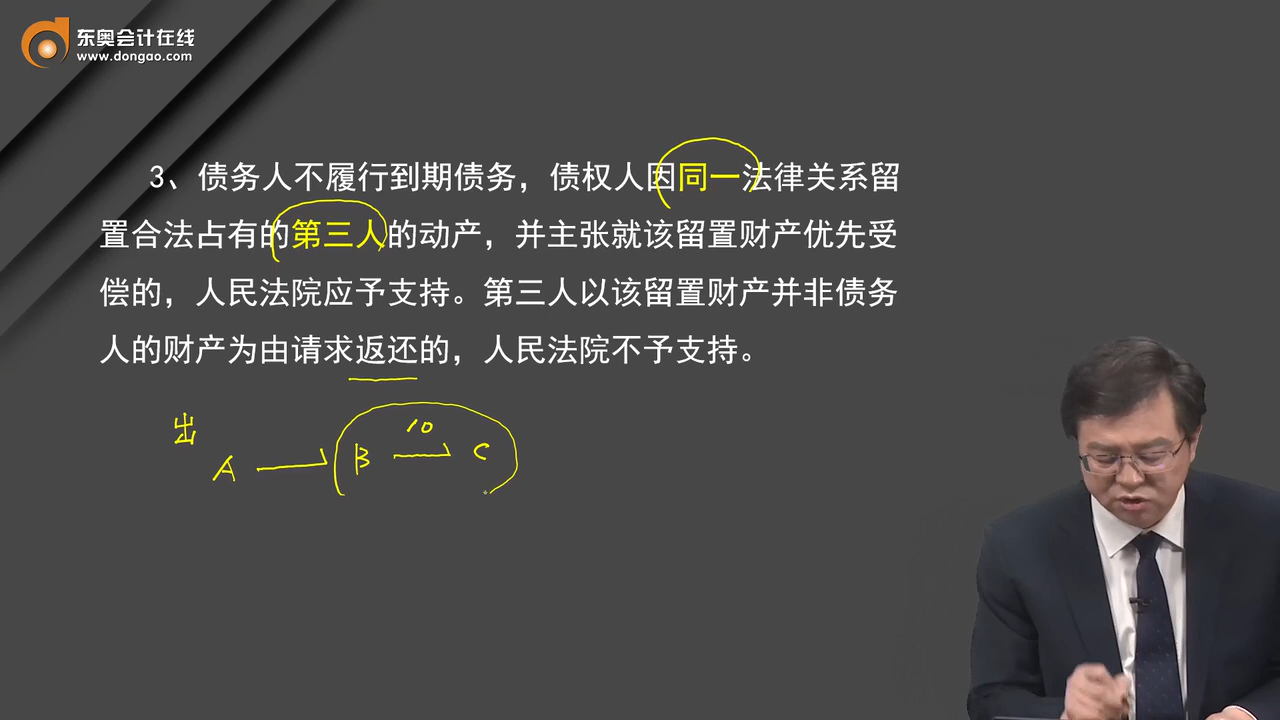 东奥会计在线
www.dongao.com
3、债务人不履行到期债务，债权人因同一法律关系留
置合法占有的第三人的动产，并主张就该留置财产优先受
偿的，人民法院应予支持。第三人以该留置财产并非债务
人的财产为由请求返还的，人民法院不予支持。
出
10
A B C